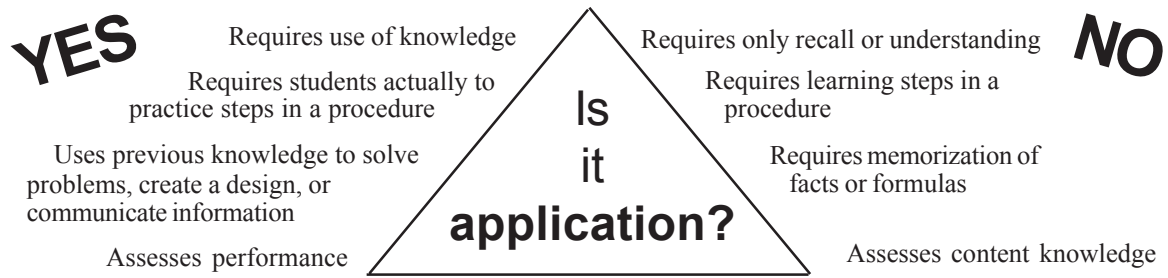 YES
Requires use of knowledge
Requires students actually to
practice steps in a procedure
Uses previous knowledge to solve
problems, create a design, or
communicate information
Assesses performance
Is
it
application?
NO
Requires only recall or understanding
Requires learning steps in a
procedure
Requires memorization of
facts or formulas
Assesses content knowledge